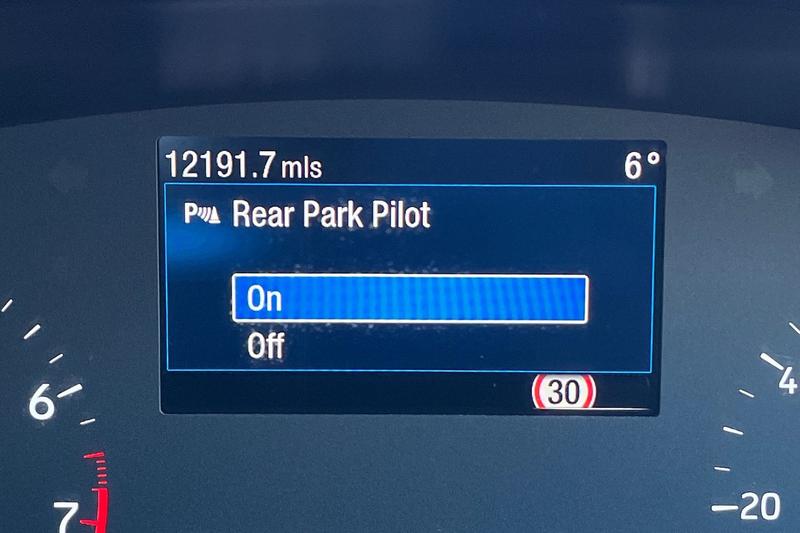 12191.7 mls 6°
P Rear Park Pilot
On
Off
30
6
7
4
20